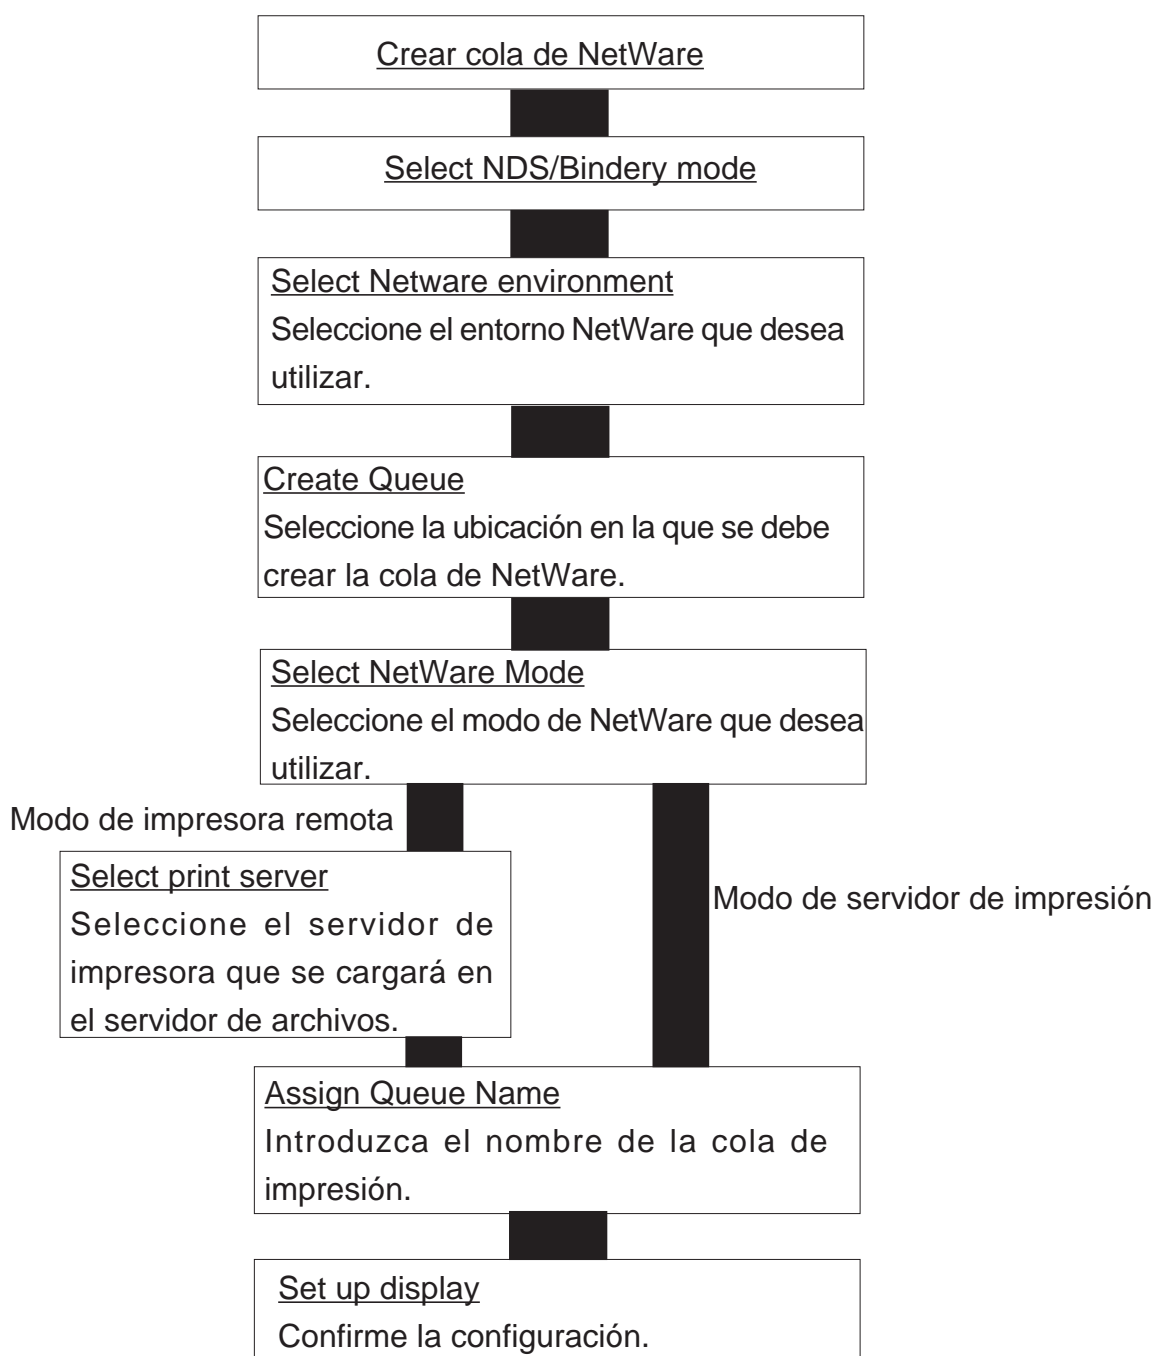 Crear cola de NetWare
Select NDS/Bindery mode
Select Netware environment
Seleccione el entorno NetWare que desea
utilizar.
Create Queue
Seleccione la ubicación en la que se debe
crear la cola de NetWare.
Select NetWare Mode
Seleccione el modo de NetWare que desea
utilizar.
Modo de impresora remota
Select print server
Seleccione el servidor de
impresora que se cargará en
el servidor de archivos.
Modo de servidor de impresión
Assign Queue Name
Introduzca el nombre de la cola de
impresión.
Set up display
Confirme la configuración.